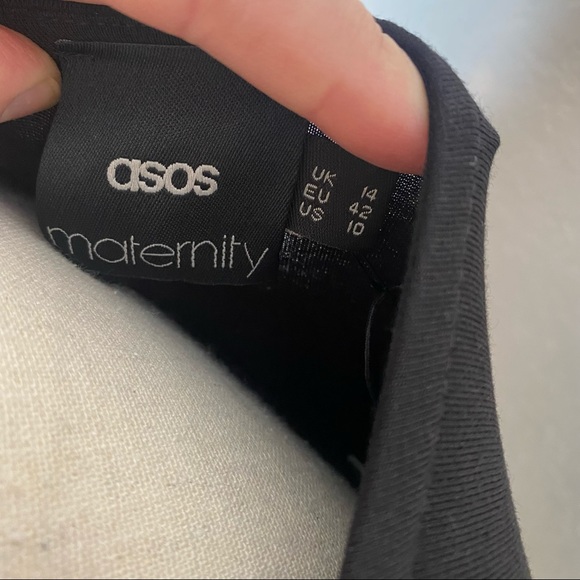 asos
maternity
UK 14
EU 42
US 10